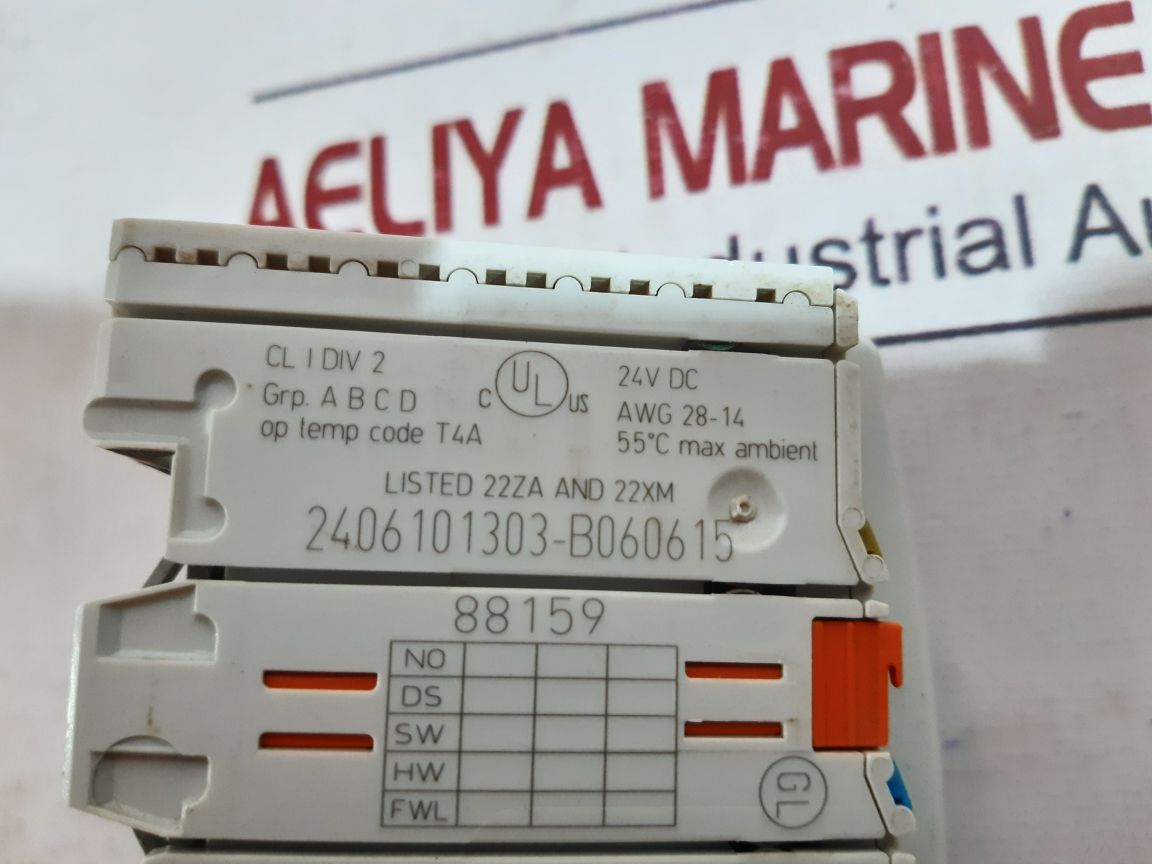 AELIYA MARINE
dustrial A
CL I DIV 2
Grp. A B C D
op temp code T4A
C UL US
24V DC
AWG 28-14
55°C max ambient
LISTED 22ZA AND 22XM
2406101303-B060615
88159
NO
DS
SW
HW
FWL
GL